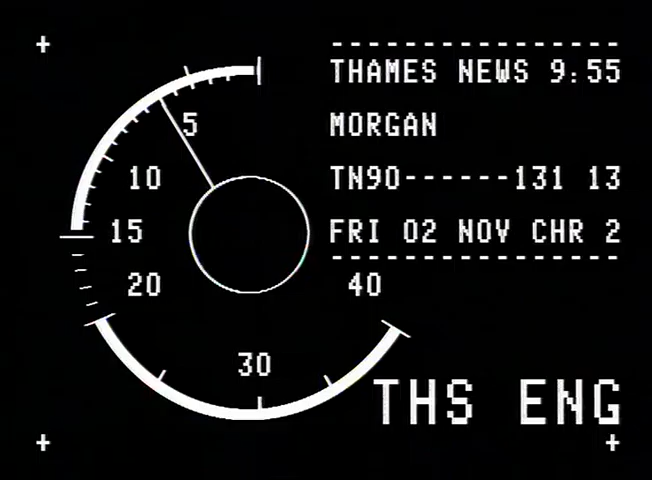 THAMES NEWS 9:55
MORGAN
TN90------131 13
FRI 02 NOV CHR 2
5
10
15
20
30
40
THS ENG